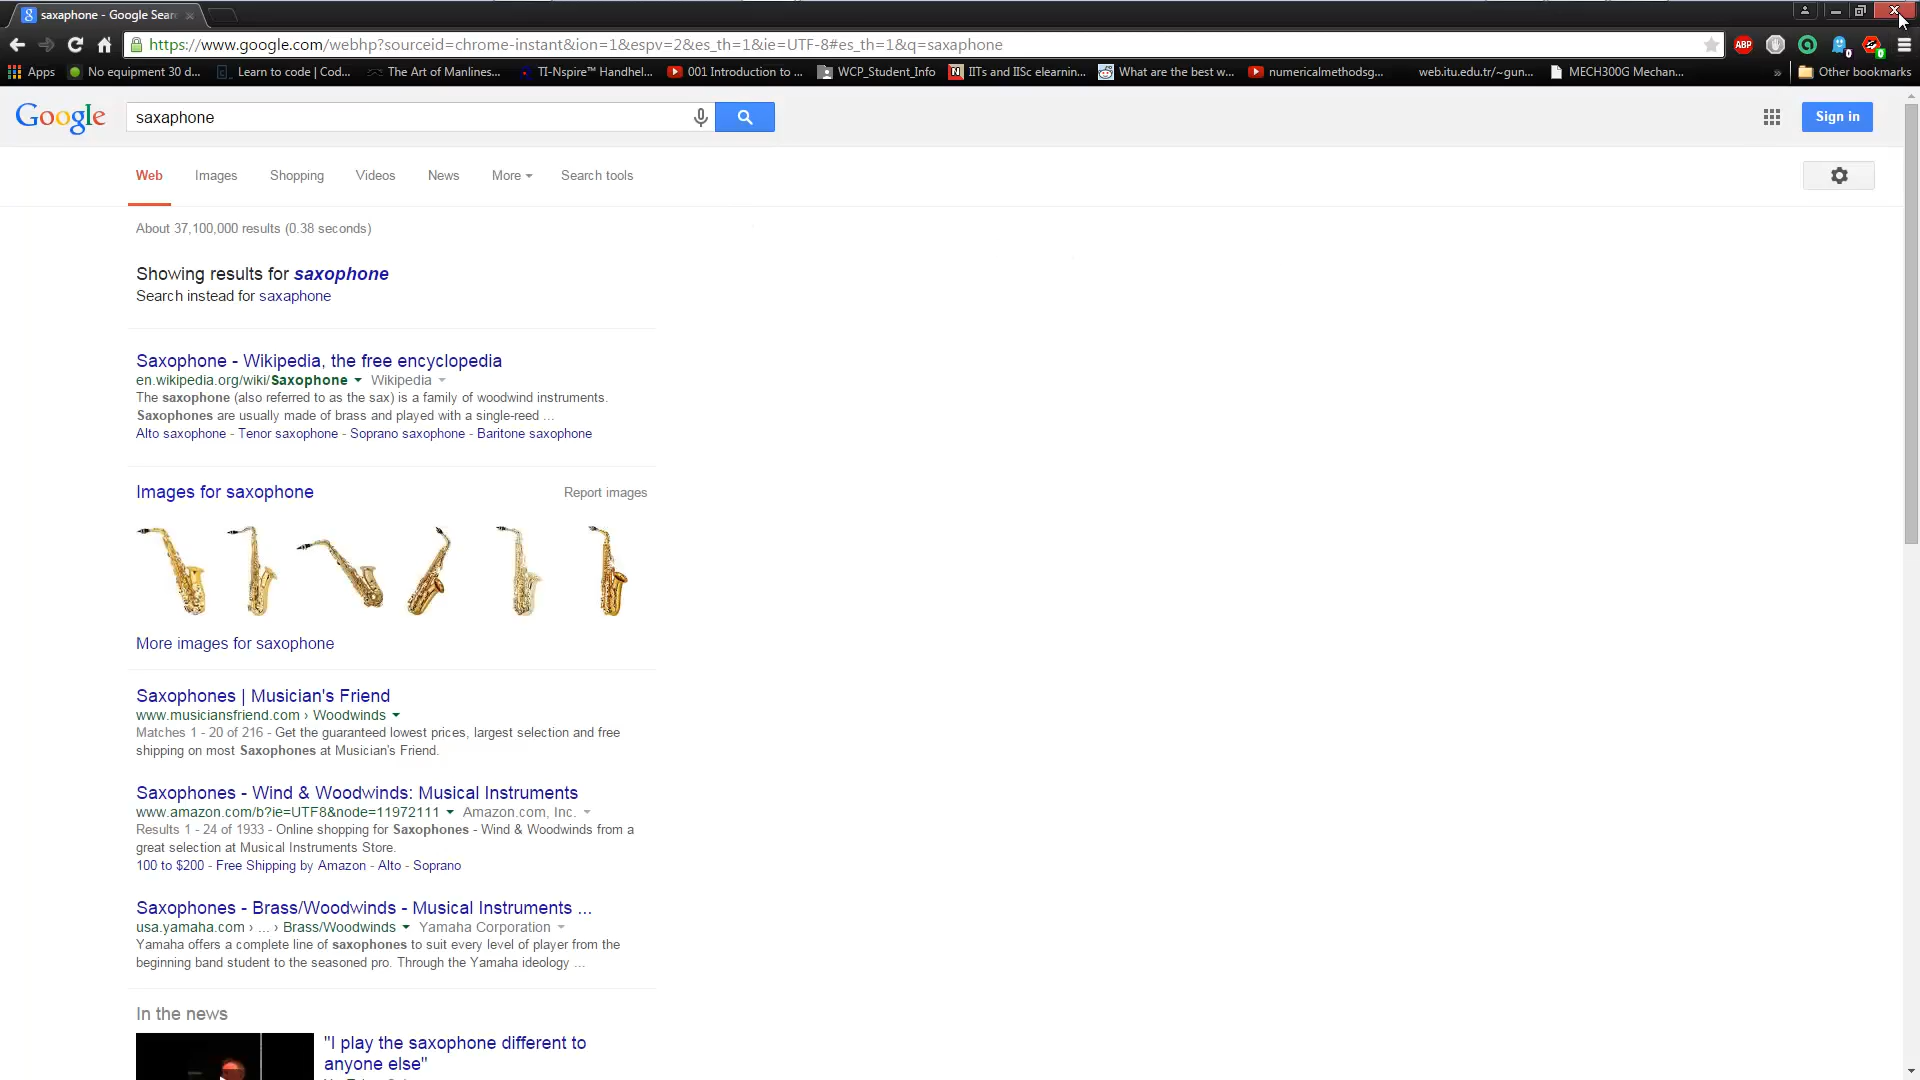 saxaphone - Google Sear
https://www.google.com/webhp?sourceid=chrome-instant&ion=1&espv=2&es_th=1&ie=UTF-8#es_th=1&q=saxaphone
ABP
0
0
Apps No equipment 30 d... Learn to code | Cod... The Art of Manlines... TI-Nspire™ Handhel... 001 Introduction to ... WCP_Student_Info IITs and IISc elearnin... What are the best w... numericalmethodsg... web.itu.edu.tr/~gun... MECH300G Mechan... » Other bookmarks
Google saxaphone Sign in
Web Images Shopping Videos News More Search tools
About 37,100,000 results (0.38 seconds)
Showing results for saxophone
Search instead for saxaphone
Saxophone - Wikipedia, the free encyclopedia
en.wikipedia.org/wiki/Saxophone Wikipedia
The saxophone (also referred to as the sax) is a family of woodwind instruments.
Saxophones are usually made of brass and played with a single-reed ...
Alto saxophone - Tenor saxophone - Soprano saxophone - Baritone saxophone
Images for saxophone Report images
More images for saxophone
Saxophones | Musician's Friend
www.musiciansfriend.com › Woodwinds
Matches 1 - 20 of 216 - Get the guaranteed lowest prices, largest selection and free
shipping on most Saxophones at Musician's Friend.
Saxophones - Wind & Woodwinds: Musical Instruments
www.amazon.com/b?ie=UTF8&node=11972111 Amazon.com, Inc.
Results 1 - 24 of 1933 - Online shopping for Saxophones - Wind & Woodwinds from a
great selection at Musical Instruments Store.
100 to $200 - Free Shipping by Amazon - Alto - Soprano
Saxophones - Brass/Woodwinds - Musical Instruments ...
usa.yamaha.com › ... › Brass/Woodwinds Yamaha Corporation
Yamaha offers a complete line of saxophones to suit every level of player from the
beginning band student to the seasoned pro. Through the Yamaha ideology ...
In the news
"I play the saxophone different to
anyone else"